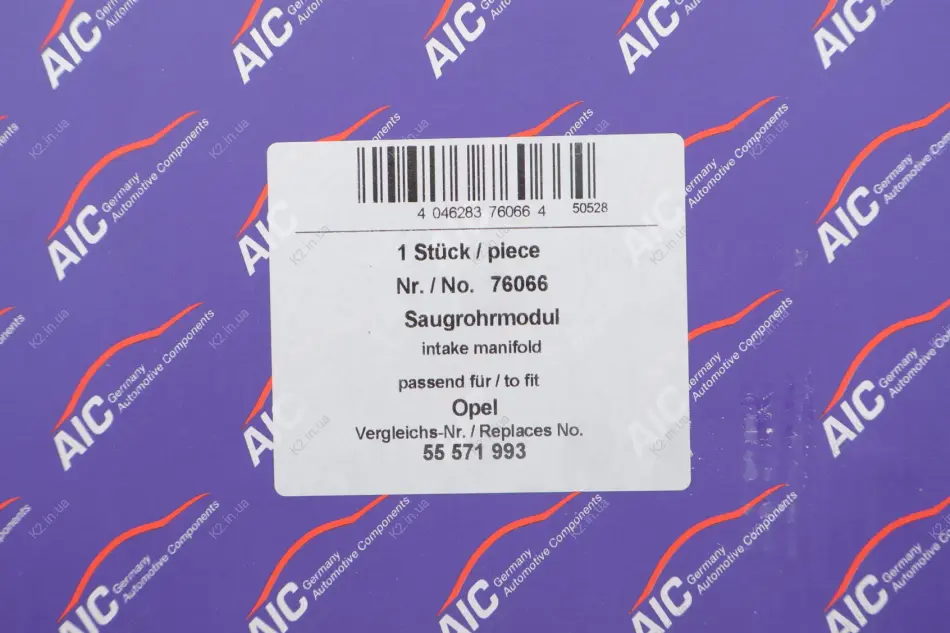 AIC Germany Automotive Components
4 046283 76066 4 50528
1 Stück / piece
Nr. / No. 76066
Saugrohrmodul
intake manifold
passend für / to fit
Opel
Vergleichs-Nr. / Replaces No.
55 571 993
K2.in.ua